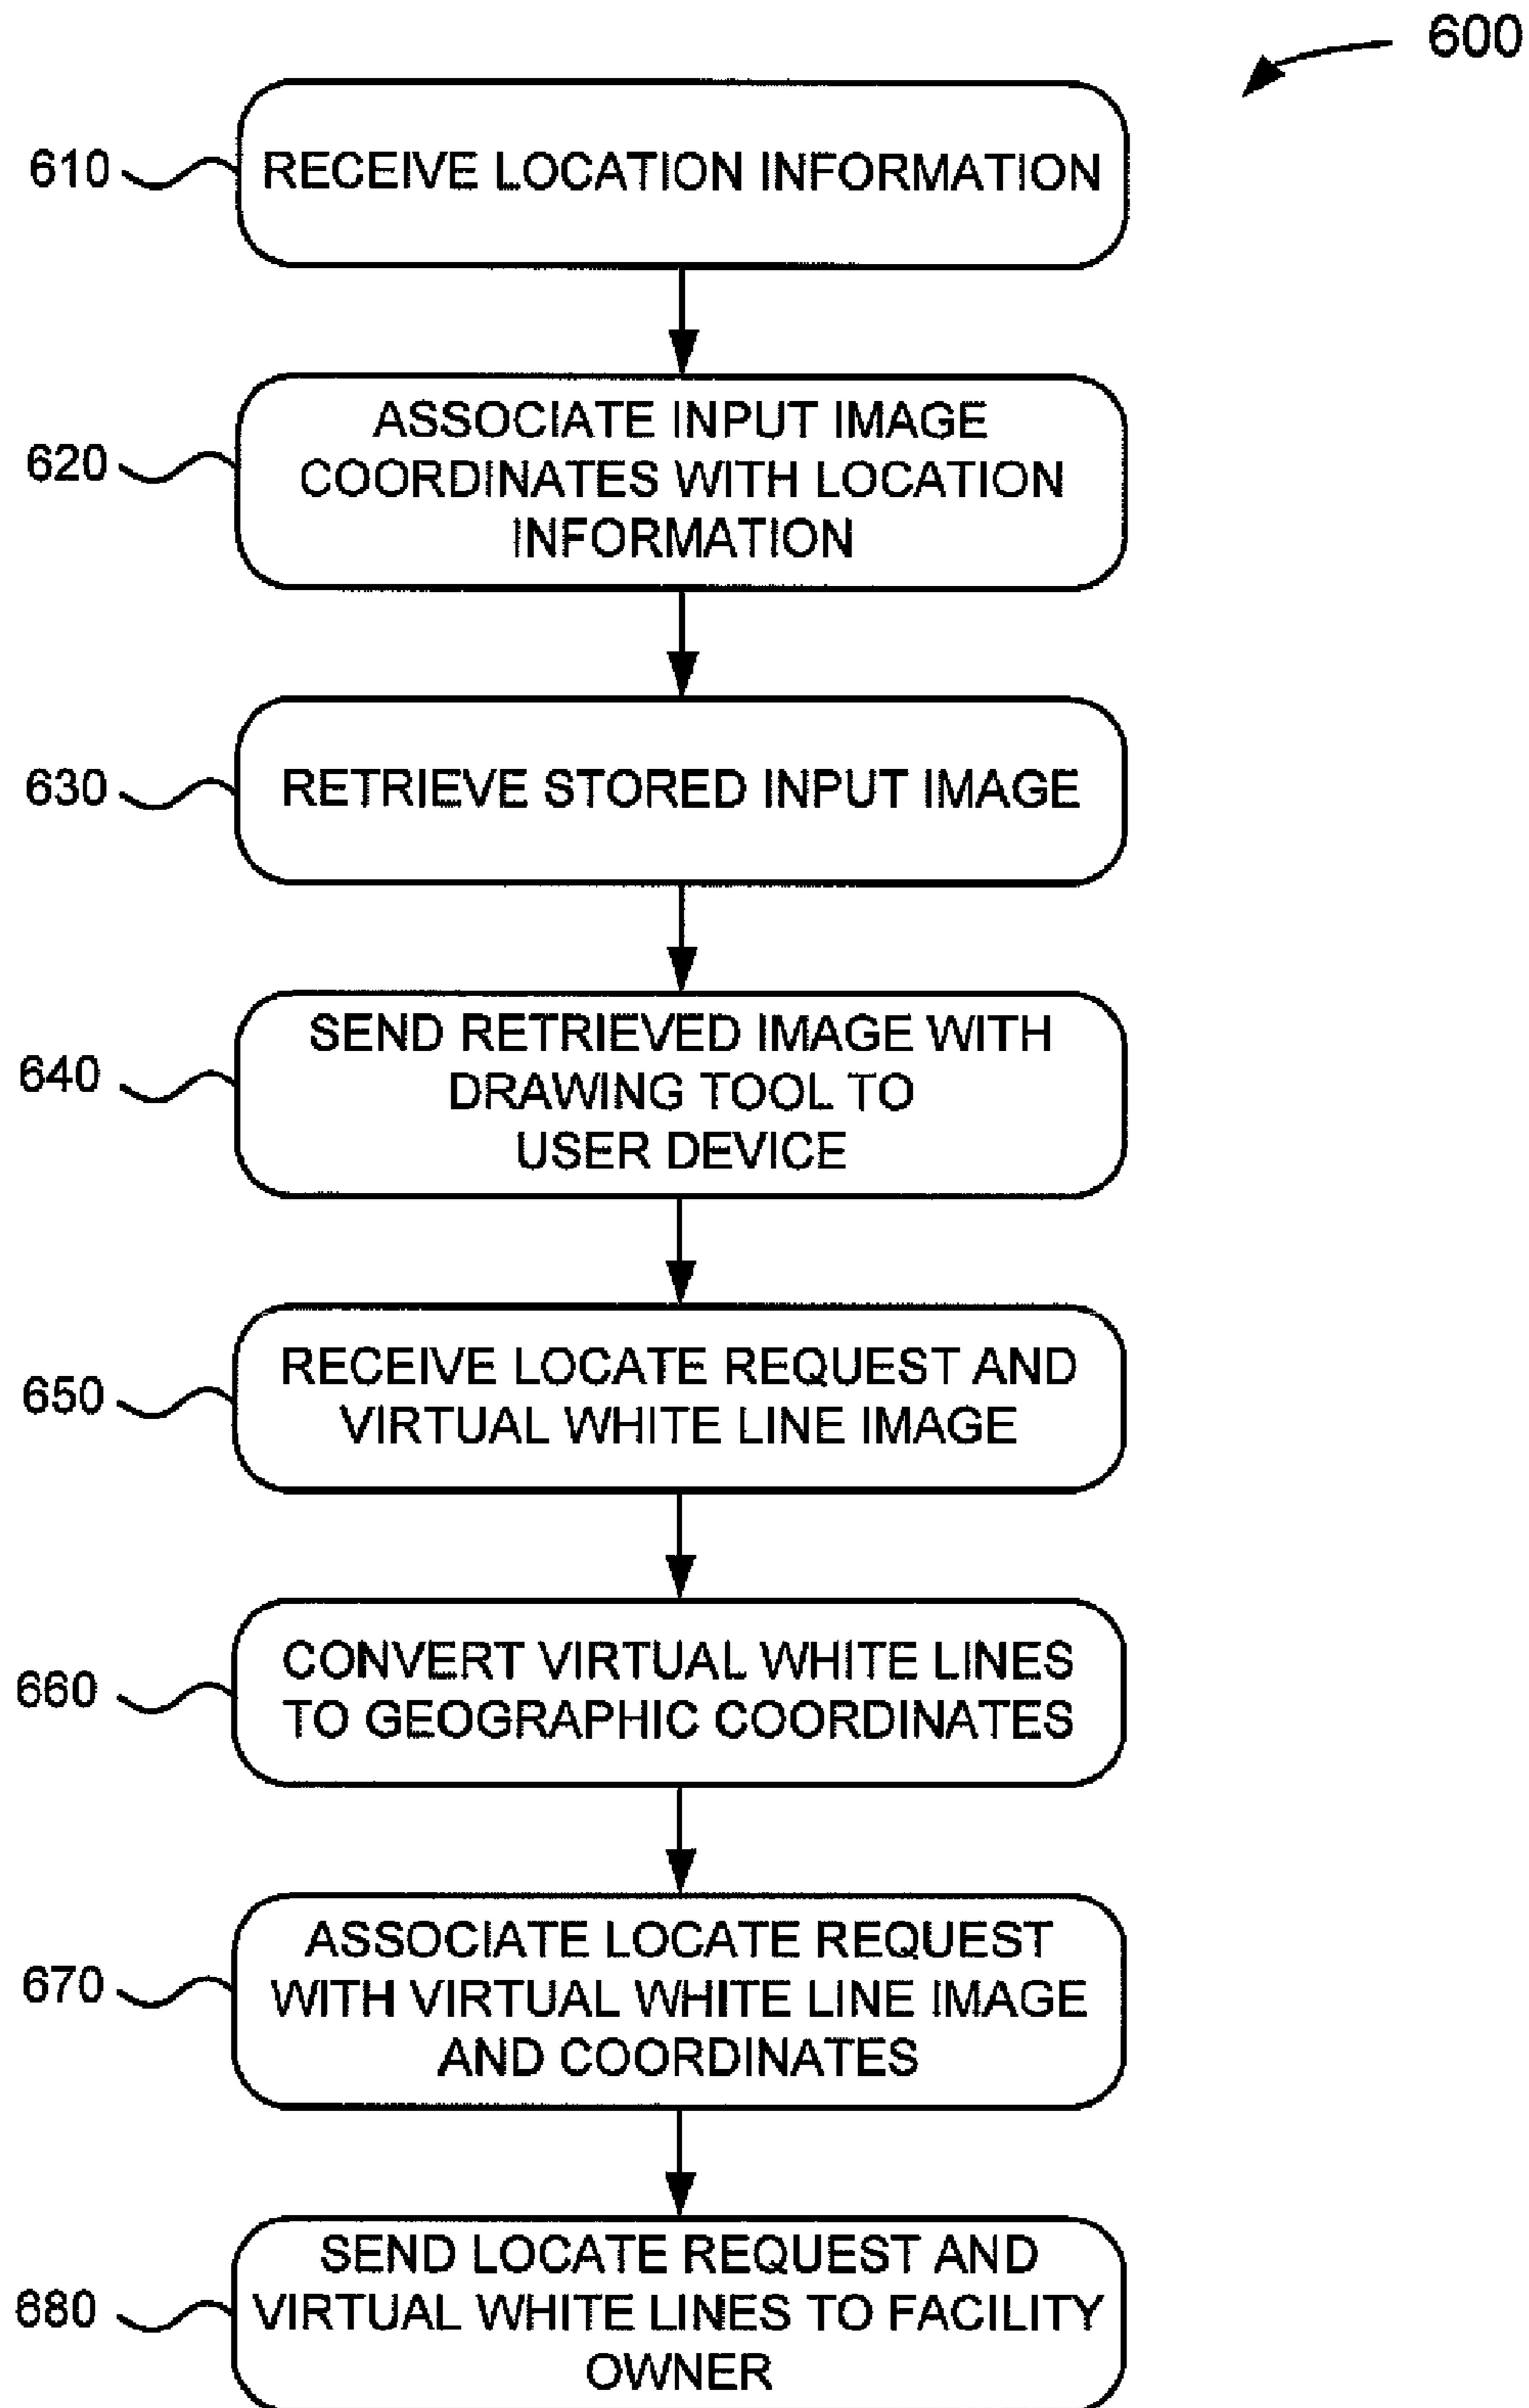 600
610
RECEIVE LOCATION INFORMATION
620
ASSOCIATE INPUT IMAGE
COORDINATES WITH LOCATION
INFORMATION
630
RETRIEVE STORED INPUT IMAGE
640
SEND RETRIEVED IMAGE WITH
DRAWING TOOL TO
USER DEVICE
650
RECEIVE LOCATE REQUEST AND
VIRTUAL WHITE LINE IMAGE
660
CONVERT VIRTUAL WHITE LINES
TO GEOGRAPHIC COORDINATES
670
ASSOCIATE LOCATE REQUEST
WITH VIRTUAL WHITE LINE IMAGE
AND COORDINATES
680
SEND LOCATE REQUEST AND
VIRTUAL WHITE LINES TO FACILITY
OWNER